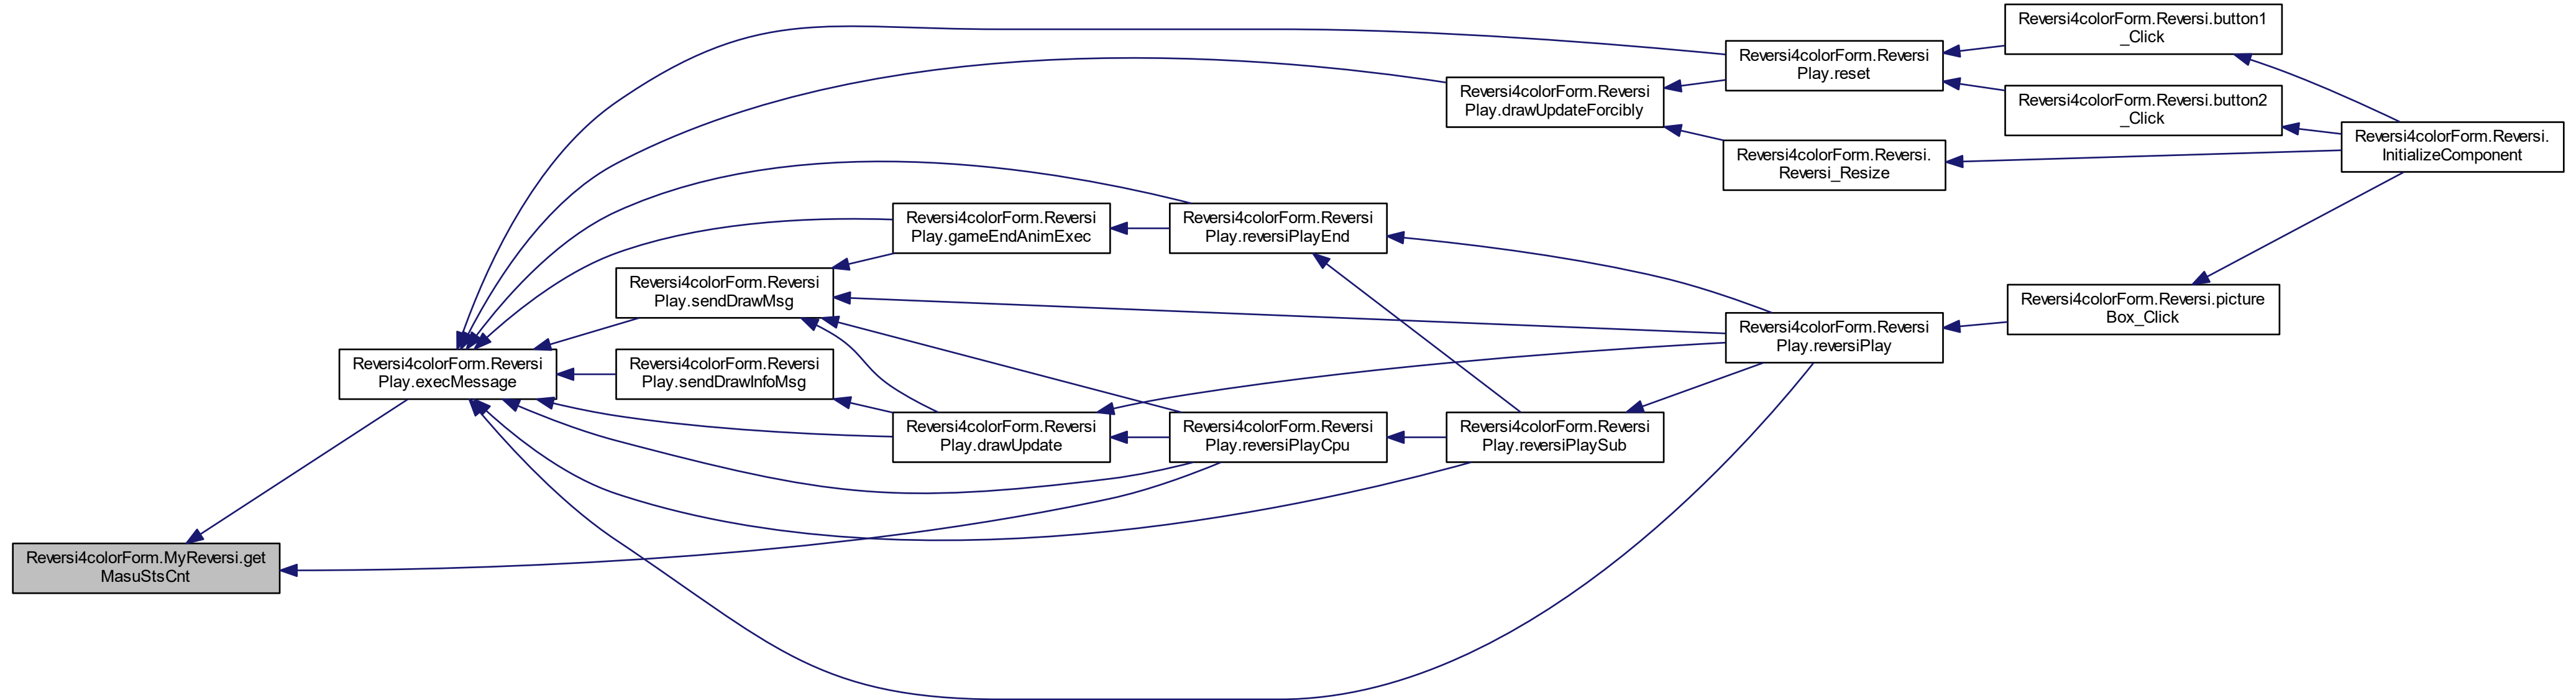 Reversi4colorForm.Reversi.button1
_Click
Reversi4colorForm.Reversi
Play.reset
Reversi4colorForm.Reversi
Play.drawUpdateForcibly
Reversi4colorForm.Reversi.button2
_Click
Reversi4colorForm.Reversi.
InitializeComponent
Reversi4colorForm.Reversi.
Reversi_Resize
Reversi4colorForm.Reversi
Play.gameEndAnimExec
Reversi4colorForm.Reversi
Play.reversiPlayEnd
Reversi4colorForm.Reversi
Play.sendDrawMsg
Reversi4colorForm.Reversi.picture
Box_Click
Reversi4colorForm.Reversi
Play.reversiPlay
Reversi4colorForm.Reversi
Play.execMessage
Reversi4colorForm.Reversi
Play.sendDrawInfoMsg
Reversi4colorForm.Reversi
Play.drawUpdate
Reversi4colorForm.Reversi
Play.reversiPlayCpu
Reversi4colorForm.Reversi
Play.reversiPlaySub
Reversi4colorForm.MyReversi.get
MasuStsCnt